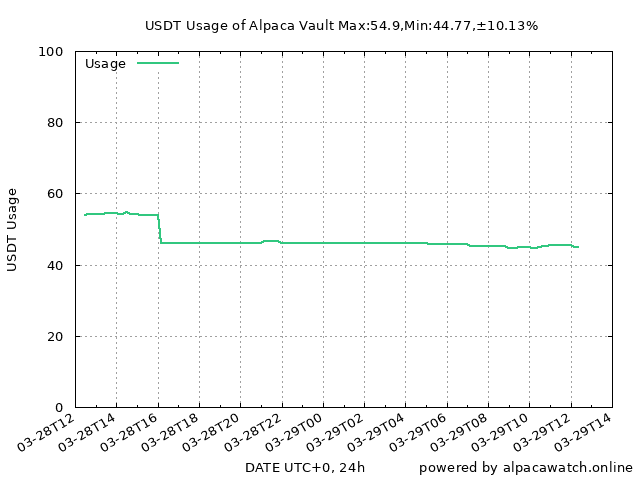 USDT Usage of Alpaca Vault Max:54.9,Min:44.77,±10.13%
Usage
USDT Usage
100
80
60
40
20
0
03-28T12
03-28T14
03-28T16
03-28T18
03-28T20
03-28T22
03-29T00
03-29T02
03-29T04
03-29T06
03-29T08
03-29T10
03-29T12
03-29T14
DATE UTC+0, 24h
powered by alpacawatch.online